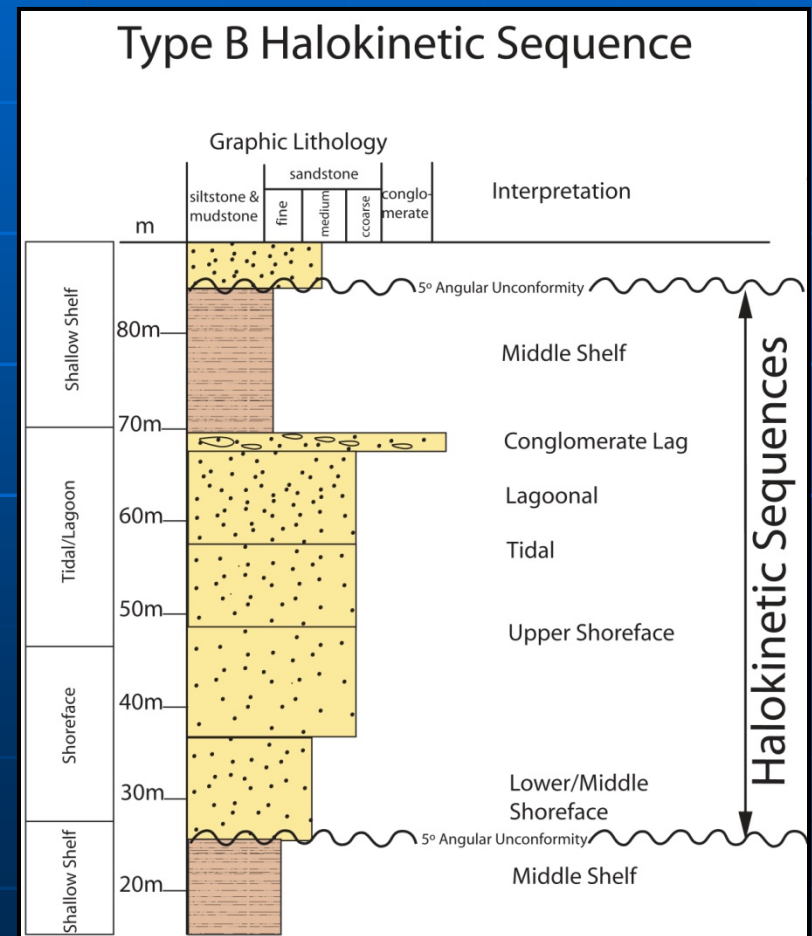 Type B Halokinetic Sequence
Graphic Lithology
sandstone
siltstone &
mudstone
fine
medium
ccoarse
conglo-
merate
Interpretation
m
5º Angular Unconformity
Shallow Shelf
80m
Middle Shelf
70m
Conglomerate Lag
Lagoonal
Tidal/Lagoon
60m
Tidal
50m
Upper Shoreface
Halokinetic Sequences
40m
Shoreface
30m
Lower/Middle
Shoreface
5º Angular Unconformity
Shallow Shelf
20m
Middle Shelf